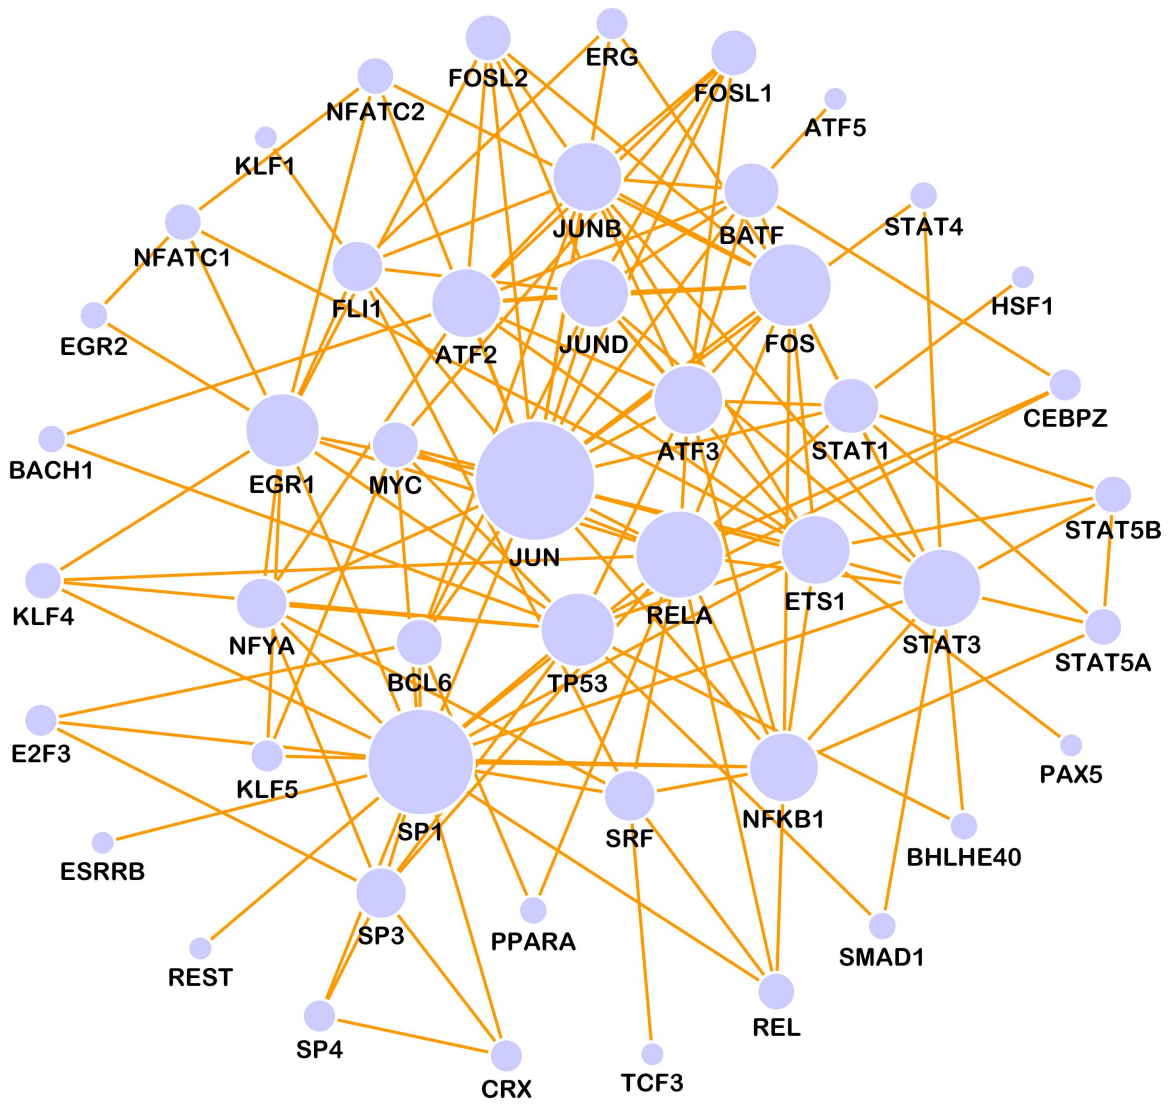 ERG
FOSL2
FOSL1
NFATC2
ATF5
KLF1
JUNB
BATF
STAT4
NFATC1
FLI1
HSF1
EGR2
ATF2
JUND
FOS
CEBPZ
BACH1
EGR1
MYC
ATF3
STAT1
STAT5B
JUN
KLF4
NFYA
RELA
ETS1
STAT3
STAT5A
BCL6
TP53
E2F3
KLF5
PAX5
SP1
SRF
NFKB1
ESRRB
BHLHE40
SP3
PPARA
SMAD1
REST
REL
SP4
CRX
TCF3